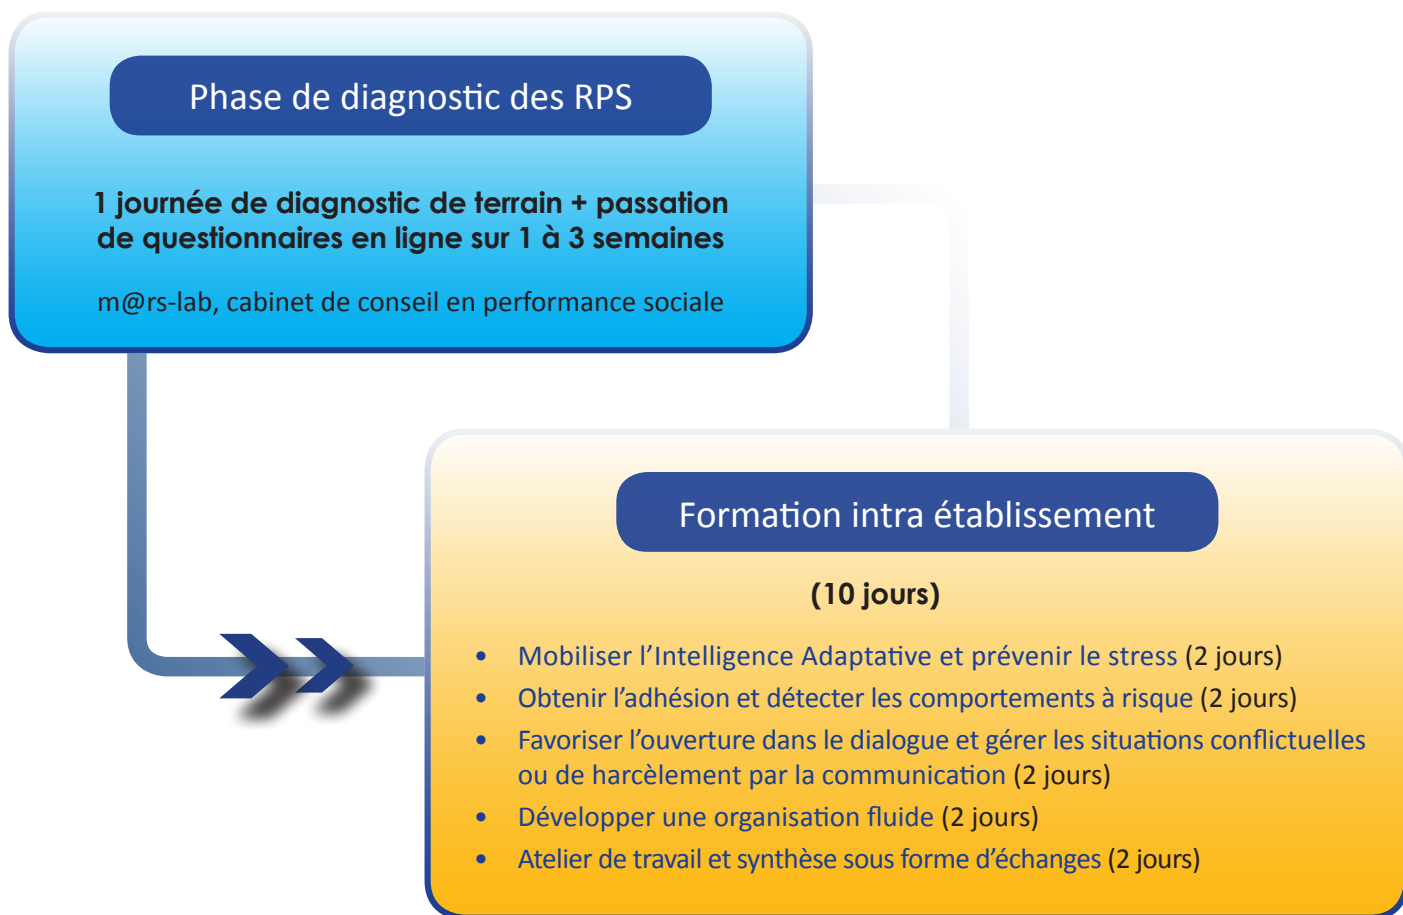 Phase de diagnostic des RPS
1 journée de diagnostic de terrain + passation
de questionnaires en ligne sur 1 à 3 semaines
m@rs-lab, cabinet de conseil en performance sociale
Formation intra établissement
(10 jours)
• Mobiliser l’Intelligence Adaptative et prévenir le stress (2 jours)
• Obtenir l’adhésion et détecter les comportements à risque (2 jours)
• Favoriser l’ouverture dans le dialogue et gérer les situations conflictuelles
ou de harcèlement par la communication (2 jours)
• Développer une organisation fluide (2 jours)
• Atelier de travail et synthèse sous forme d’échanges (2 jours)